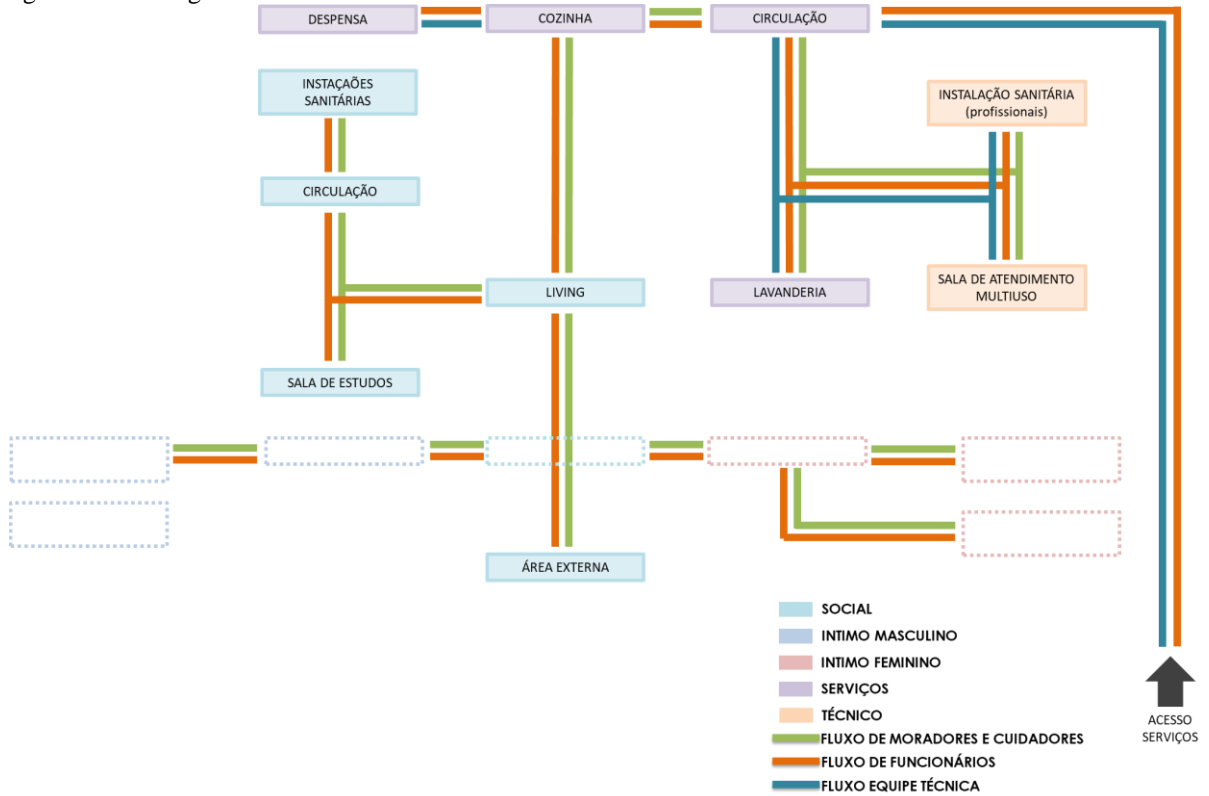 DESPENSA
COZINHA
CIRCULAÇÃO
INSTAÇAÕES
SANITÁRIAS
INSTALAÇÃO SANITÁRIA
(profissionais)
CIRCULAÇÃO
LIVING
LAVANDERIA
SALA DE ATENDIMENTO
MULTIUSO
SALA DE ESTUDOS
ÁREA EXTERNA
SOCIAL
INTIMO MASCULINO
INTIMO FEMININO
SERVIÇOS
TÉCNICO
FLUXO DE MORADORES E CUIDADORES
FLUXO DE FUNCIONÁRIOS
FLUXO EQUIPE TÉCNICA
ACESSO
SERVIÇOS